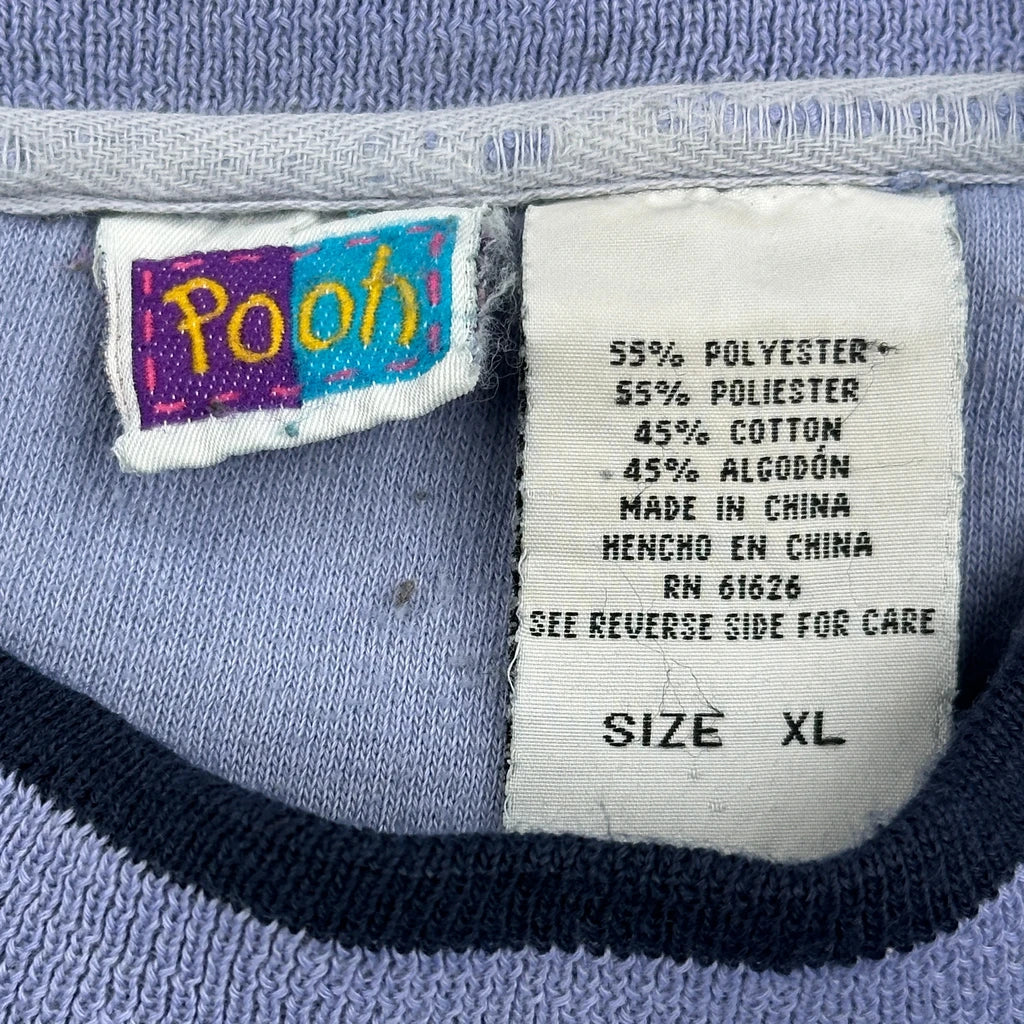 Pooh
55% POLYESTER
55% POLIESTER
45% COTTON
45% ALGODÓN
MADE IN CHINA
HENCHO EN CHINA
RN 61626
SEE REVERSE SIDE FOR CARE
SIZE XL